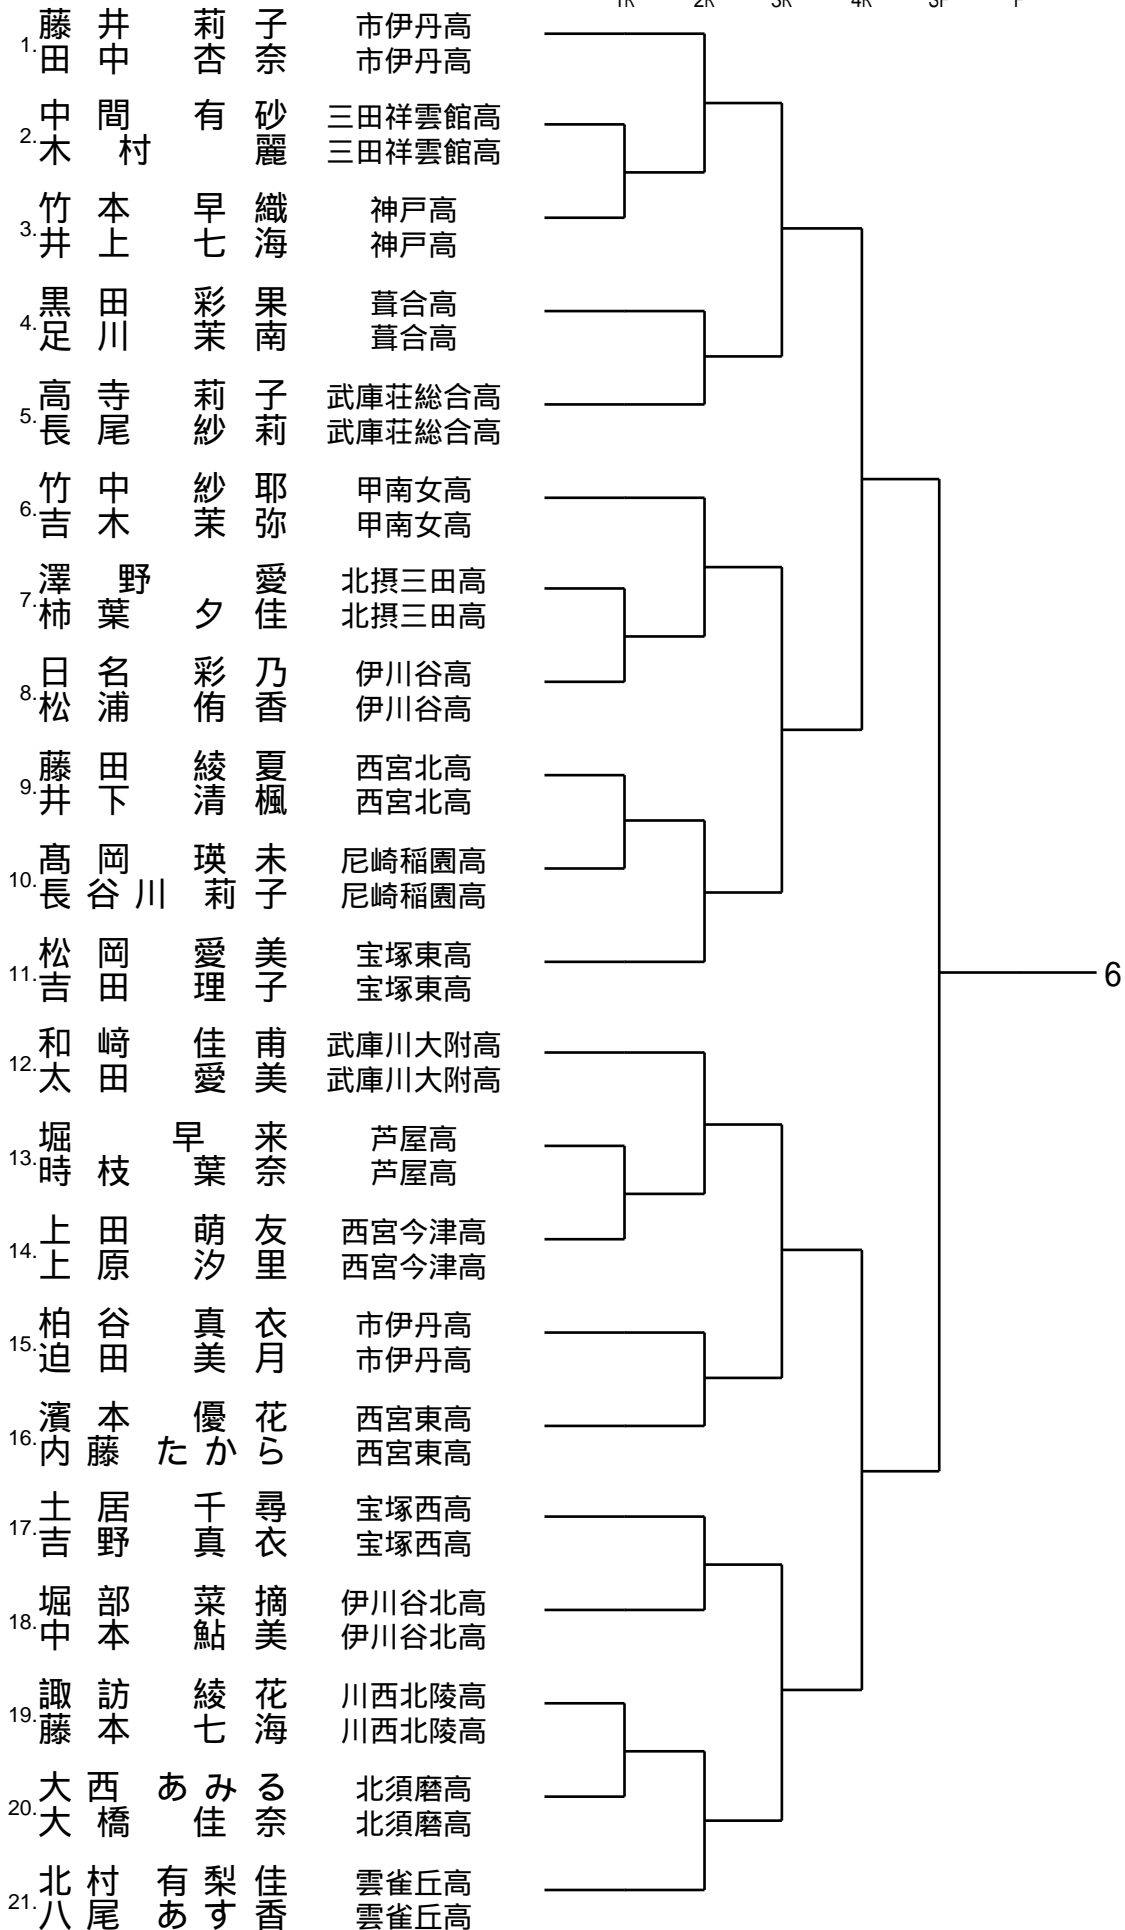 1R 2R 3R 4R SF F
1. 藤井 莉子 市伊丹高
田中 杏奈 市伊丹高
2. 中間 有砂 三田祥雲館高
木村 麗 三田祥雲館高
3. 竹本 早織 神戸高
井上 七海 神戸高
4. 黒田 彩果 葺合高
足川 茉南 葺合高
5. 高寺 莉子 武庫荘総合高
長尾 紗莉 武庫荘総合高
6. 竹中 紗耶 甲南女高
吉木 茉弥 甲南女高
7. 澤野 愛 北摂三田高
柿葉 夕佳 北摂三田高
8. 日名 彩乃 伊川谷高
松浦 侑香 伊川谷高
9. 藤田 綾夏 西宮北高
井下 清楓 西宮北高
10. 髙岡 瑛未 尼崎稲園高
長谷川 莉子 尼崎稲園高
11. 松岡 愛美 宝塚東高
吉田 理子 宝塚東高
6
12. 和﨑 佳甫 武庫川大附高
太田 愛美 武庫川大附高
13. 堀 早来 芦屋高
時枝 葉奈 芦屋高
14. 上田 萌友 西宮今津高
上原 汐里 西宮今津高
15. 柏谷 真衣 市伊丹高
迫田 美月 市伊丹高
16. 濱本 優花 西宮東高
内藤 たから 西宮東高
17. 土居 千尋 宝塚西高
吉野 真衣 宝塚西高
18. 堀部 菜摘 伊川谷北高
中本 鮎美 伊川谷北高
19. 諏訪 綾花 川西北陵高
藤本 七海 川西北陵高
20. 大西 あみる 北須磨高
大橋 佳奈 北須磨高
21. 北村 有梨佳 雲雀丘高
八尾 あす香 雲雀丘高